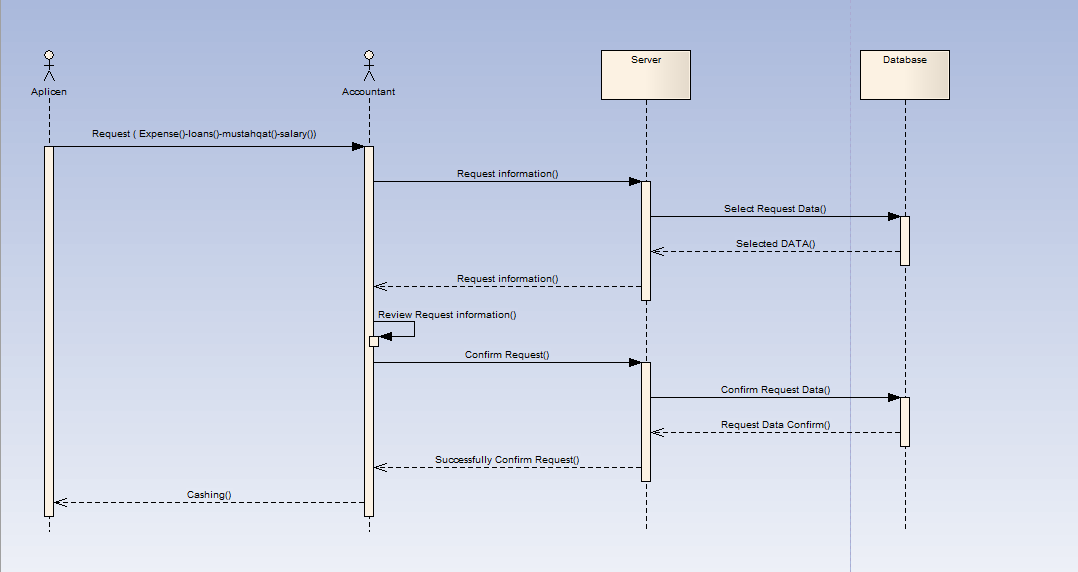 Server
Database
Aplicen
Accountant
Request ( Expense()-loans()-mustahqat()-salary())
Request information()
Select Request Data()
Selected DATA()
Request information()
Review Request information()
Confirm Request()
Confirm Request Data()
Request Data Confirm()
Successfully Confirm Request()
Cashing()